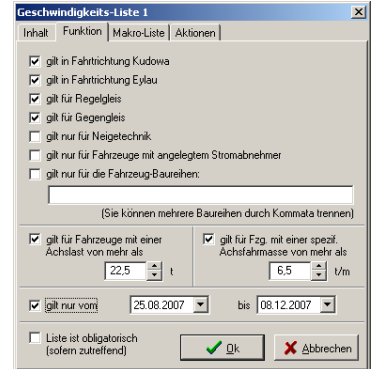 Geschwindigkeits-Liste 1
Inhalt Funktion Makro-Liste Aktionen
gilt in Fahrtrichtung Kudowa
gilt in Fahrtrichtung Eylau
gilt für Regelgleis
gilt für Gegengleis
gilt nur für Neigetechnik
gilt nur für Fahrzeuge mit angelegtem Stromabnehmer
gilt nur für die Fahrzeug-Baureihen:
(Sie können mehrere Baureihen durch Kommata trennen)
gilt für Fahrzeuge mit einer
Achslast von mehr als
22,5 t
gilt für Fzg. mit einer spezif.
Achsfahrmasse von mehr als
6,5 t/m
gilt nur vom 25.08.2007 bis 08.12.2007
Liste ist obligatorisch
(sofern zutreffend)
Ok Abbrechen